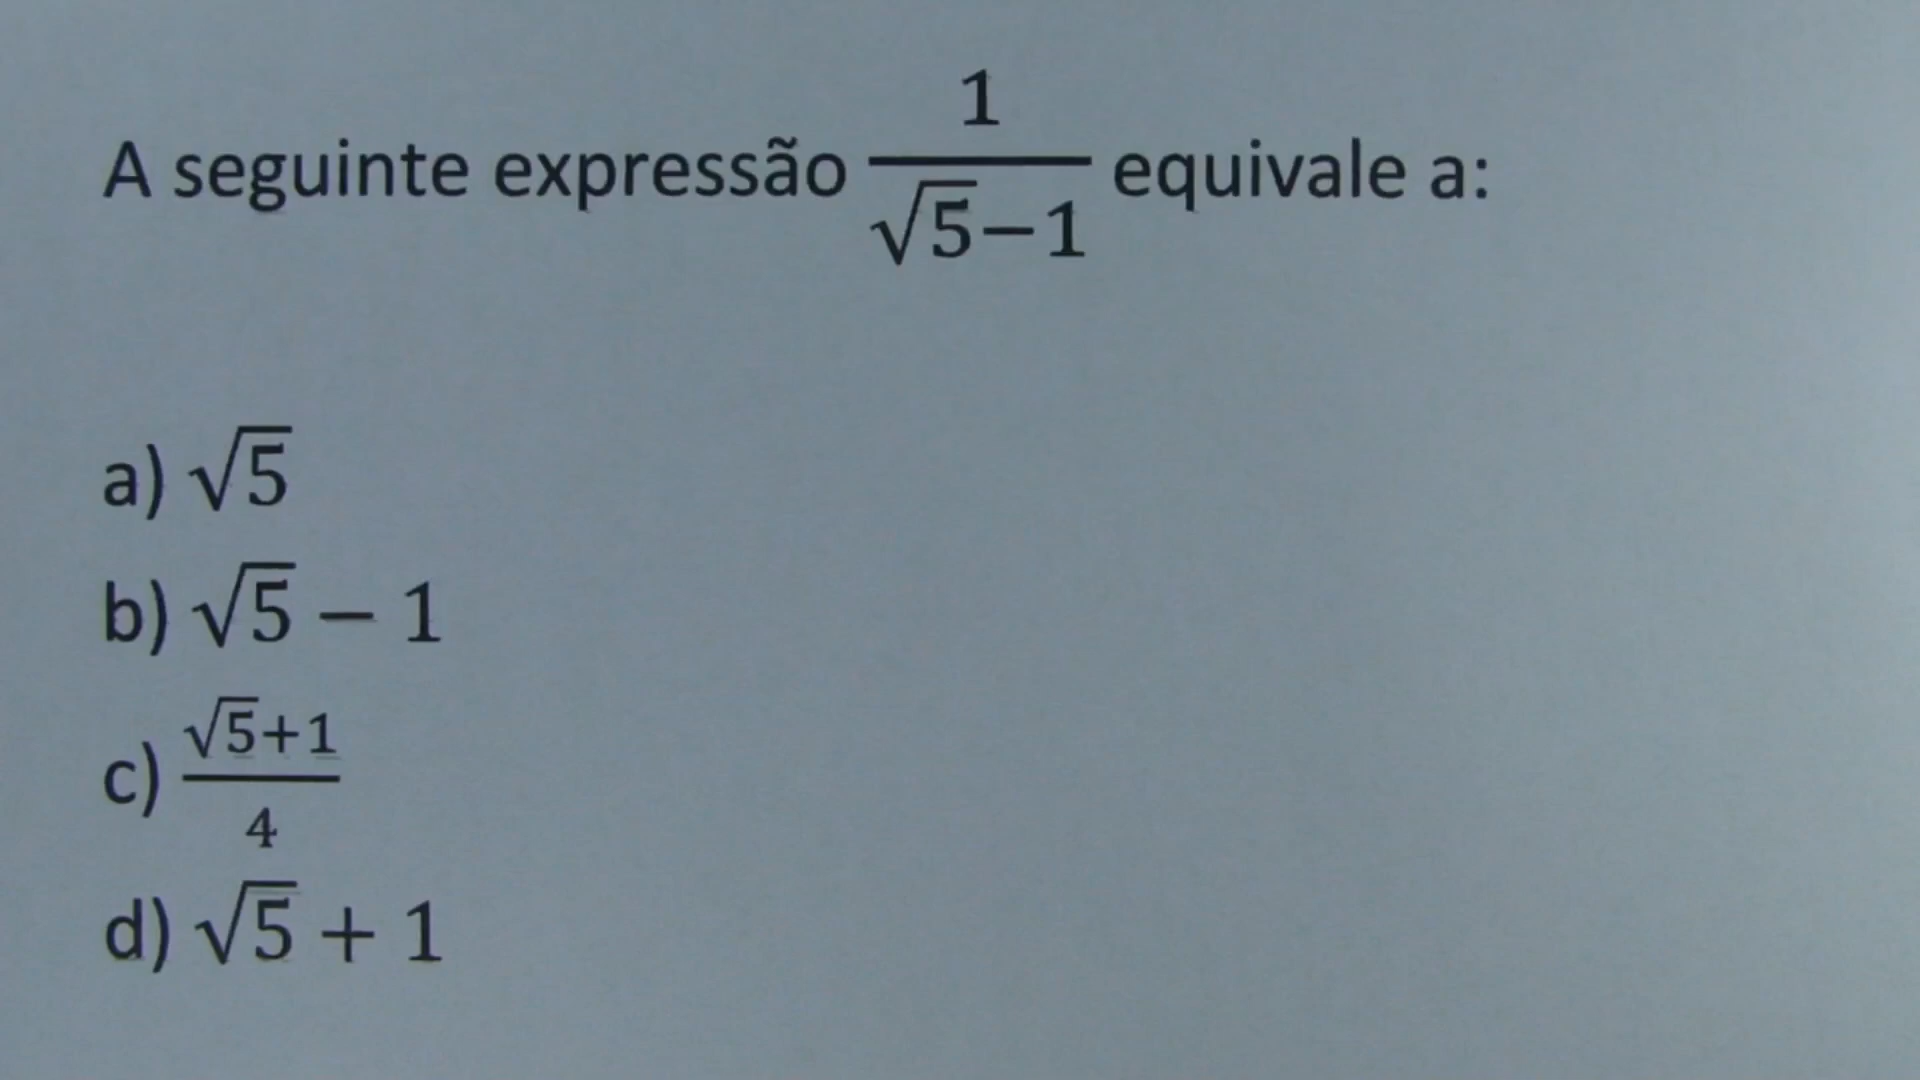 A seguinte expressão 1/(√5−1) equivale a:
a) √5
b) √5 − 1
c) (√5+1)/4
d) √5 + 1